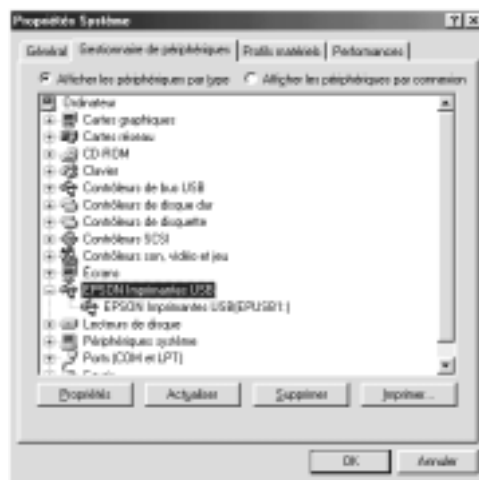 Propriétés Système
Général Gestionnaire de périphériques Profils matériels Performances
Afficher les périphériques par type Afficher les périphériques par connexion
Ordinateur
Cartes graphiques
Cartes réseau
CD-ROM
Clavier
Contrôleurs de bus USB
Contrôleurs de disque dur
Contrôleurs de disquette
Contrôleurs SCSI
Contrôleurs son, vidéo et jeu
Ecrans
EPSON Imprimantes USB
EPSON Imprimantes USB(EPUSB1:)
Lecteurs de disque
Périphériques système
Ports (COM et LPT)
Propriétés Actualiser Supprimer Imprimer...
OK Annuler